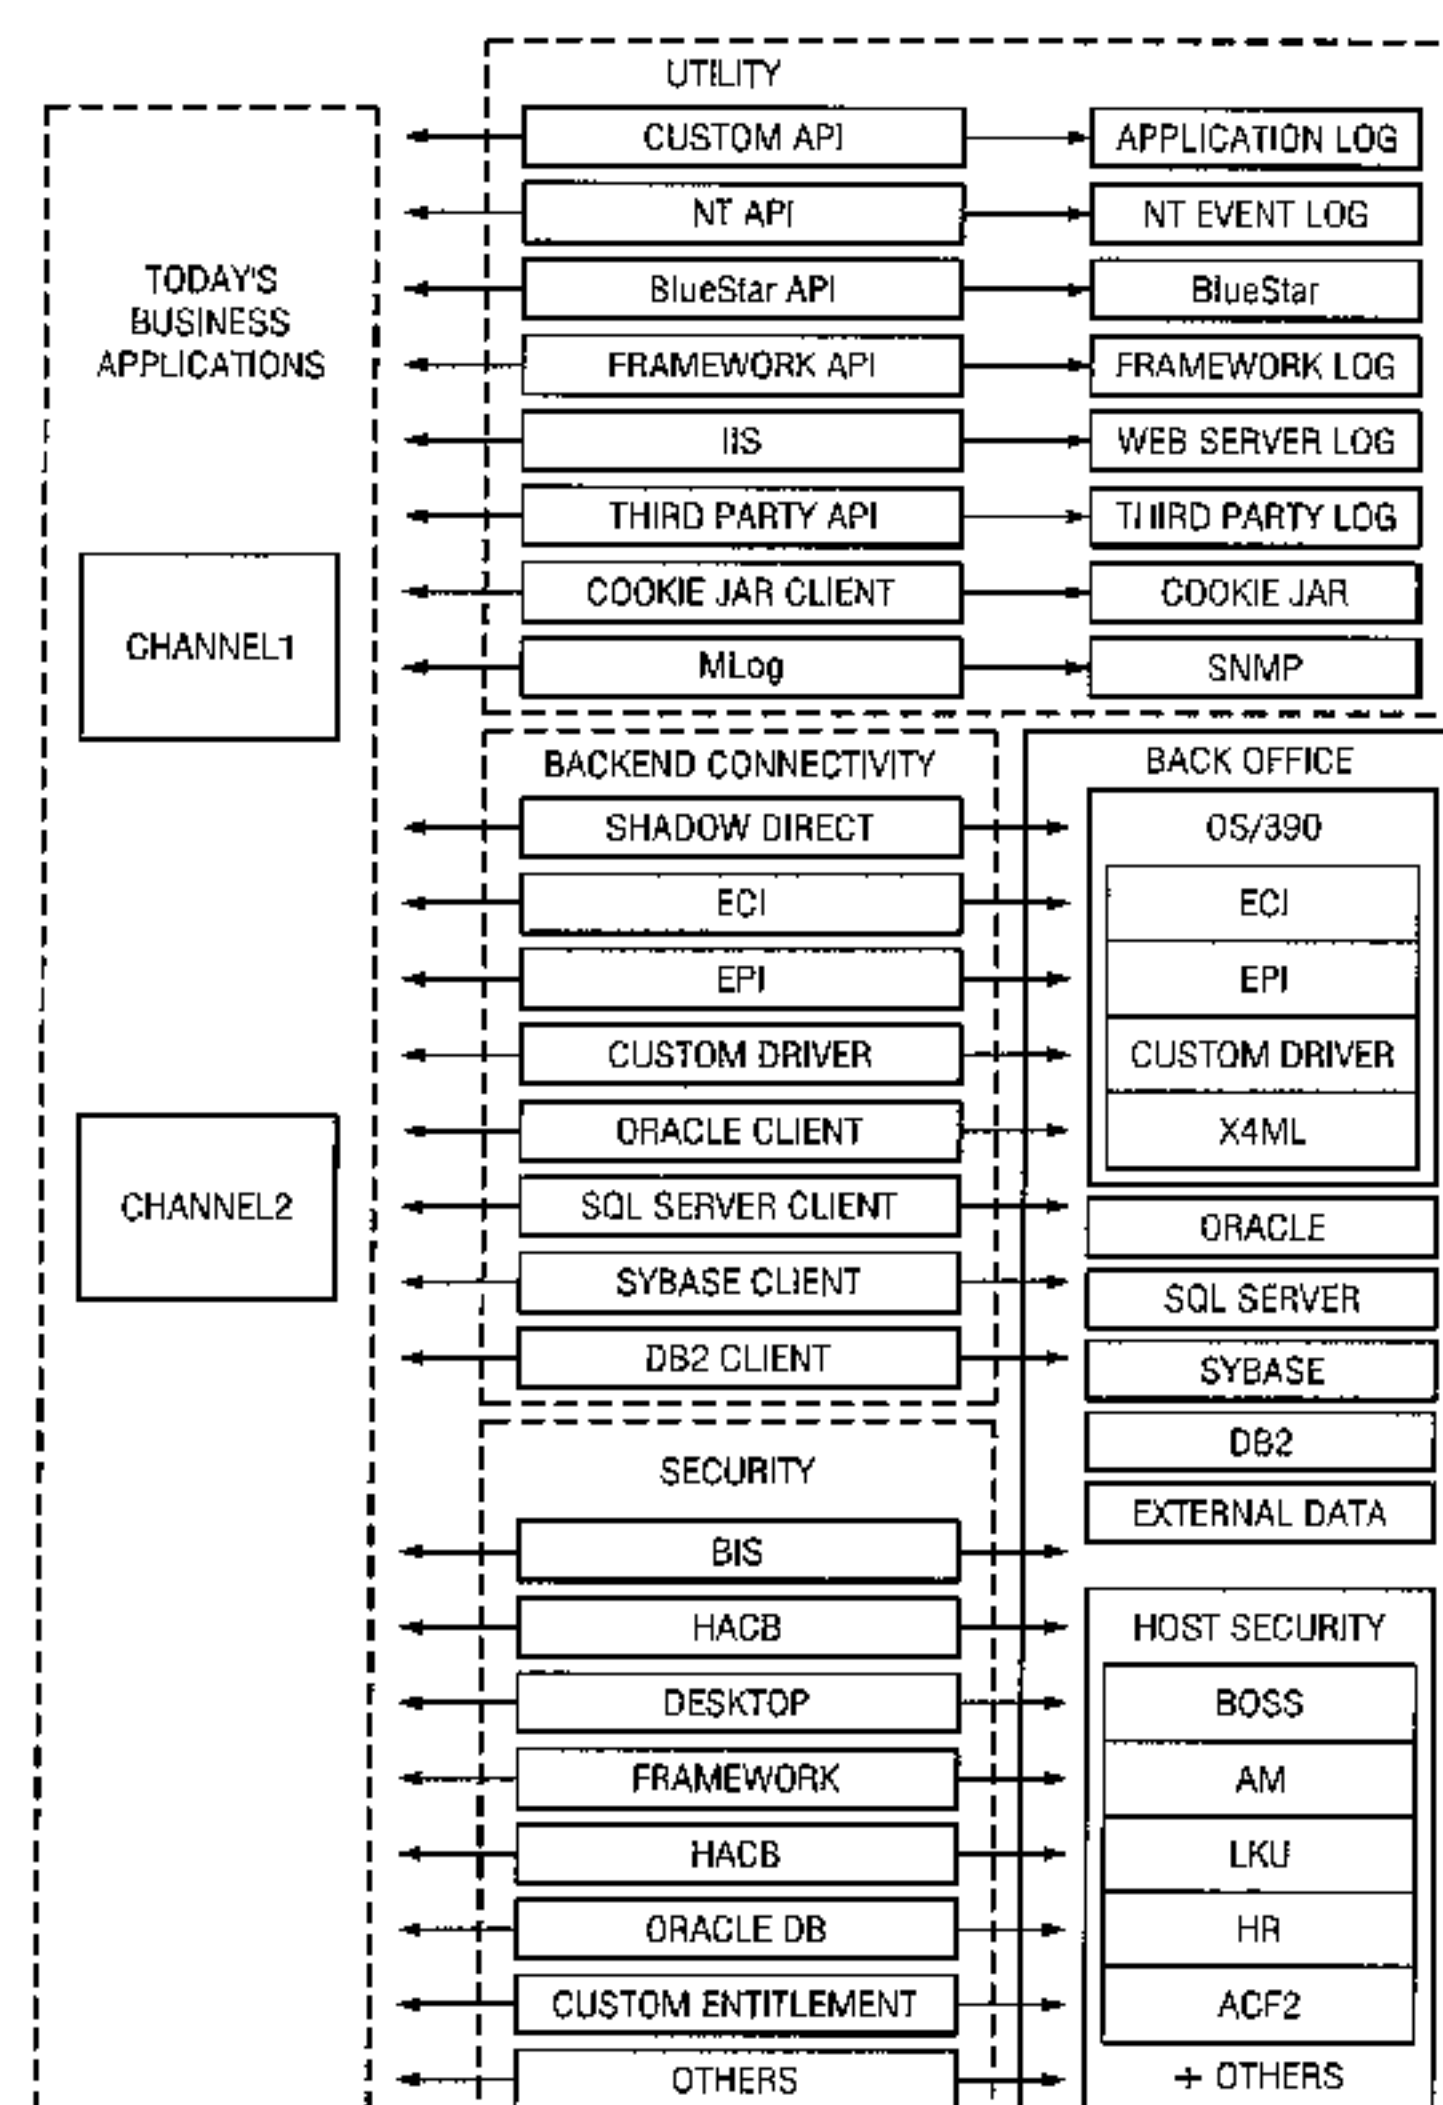 UTILITY
CUSTOM API
APPLICATION LOG
NT API
NT EVENT LOG
BlueStar API
BlueStar
FRAMEWORK API
FRAMEWORK LOG
IIS
WEB SERVER LOG
THIRD PARTY API
THIRD PARTY LOG
COOKIE JAR CLIENT
COOKIE JAR
MLog
SNMP
TODAY'S
BUSINESS
APPLICATIONS
CHANNEL1
CHANNEL2
BACKEND CONNECTIVITY
SHADOW DIRECT
ECI
EPI
CUSTOM DRIVER
ORACLE CLIENT
SQL SERVER CLIENT
SYBASE CLIENT
DB2 CLIENT
BACK OFFICE
OS/390
ECI
EPI
CUSTOM DRIVER
X4ML
ORACLE
SQL SERVER
SYBASE
DB2
EXTERNAL DATA
SECURITY
BIS
HACB
DESKTOP
FRAMEWORK
HACB
ORACLE DB
CUSTOM ENTITLEMENT
OTHERS
HOST SECURITY
BOSS
AM
LKU
HR
ACF2
+ OTHERS